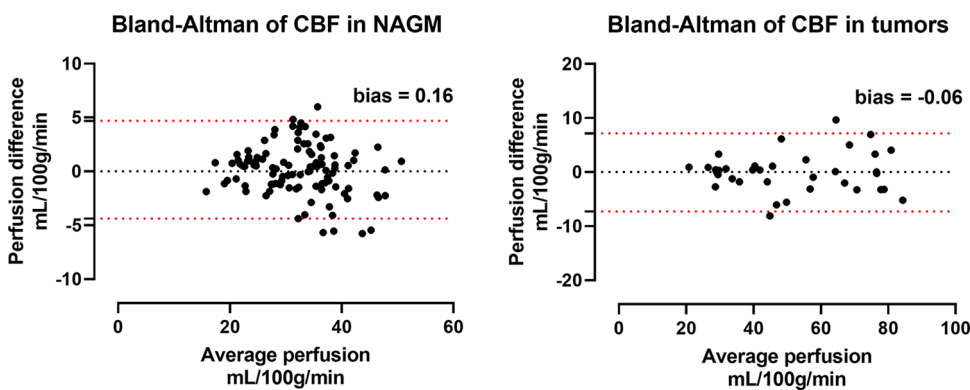 Bland-Altman of CBF in NAGM
Perfusion difference
mL/100g/min
10
5
0
-5
-10
bias = 0.16
0
20
40
60
Average perfusion
mL/100g/min
Bland-Altman of CBF in tumors
Perfusion difference
mL/100g/min
20
10
0
-10
-20
bias = -0.06
0
20
40
60
80
100
Average perfusion
mL/100g/min